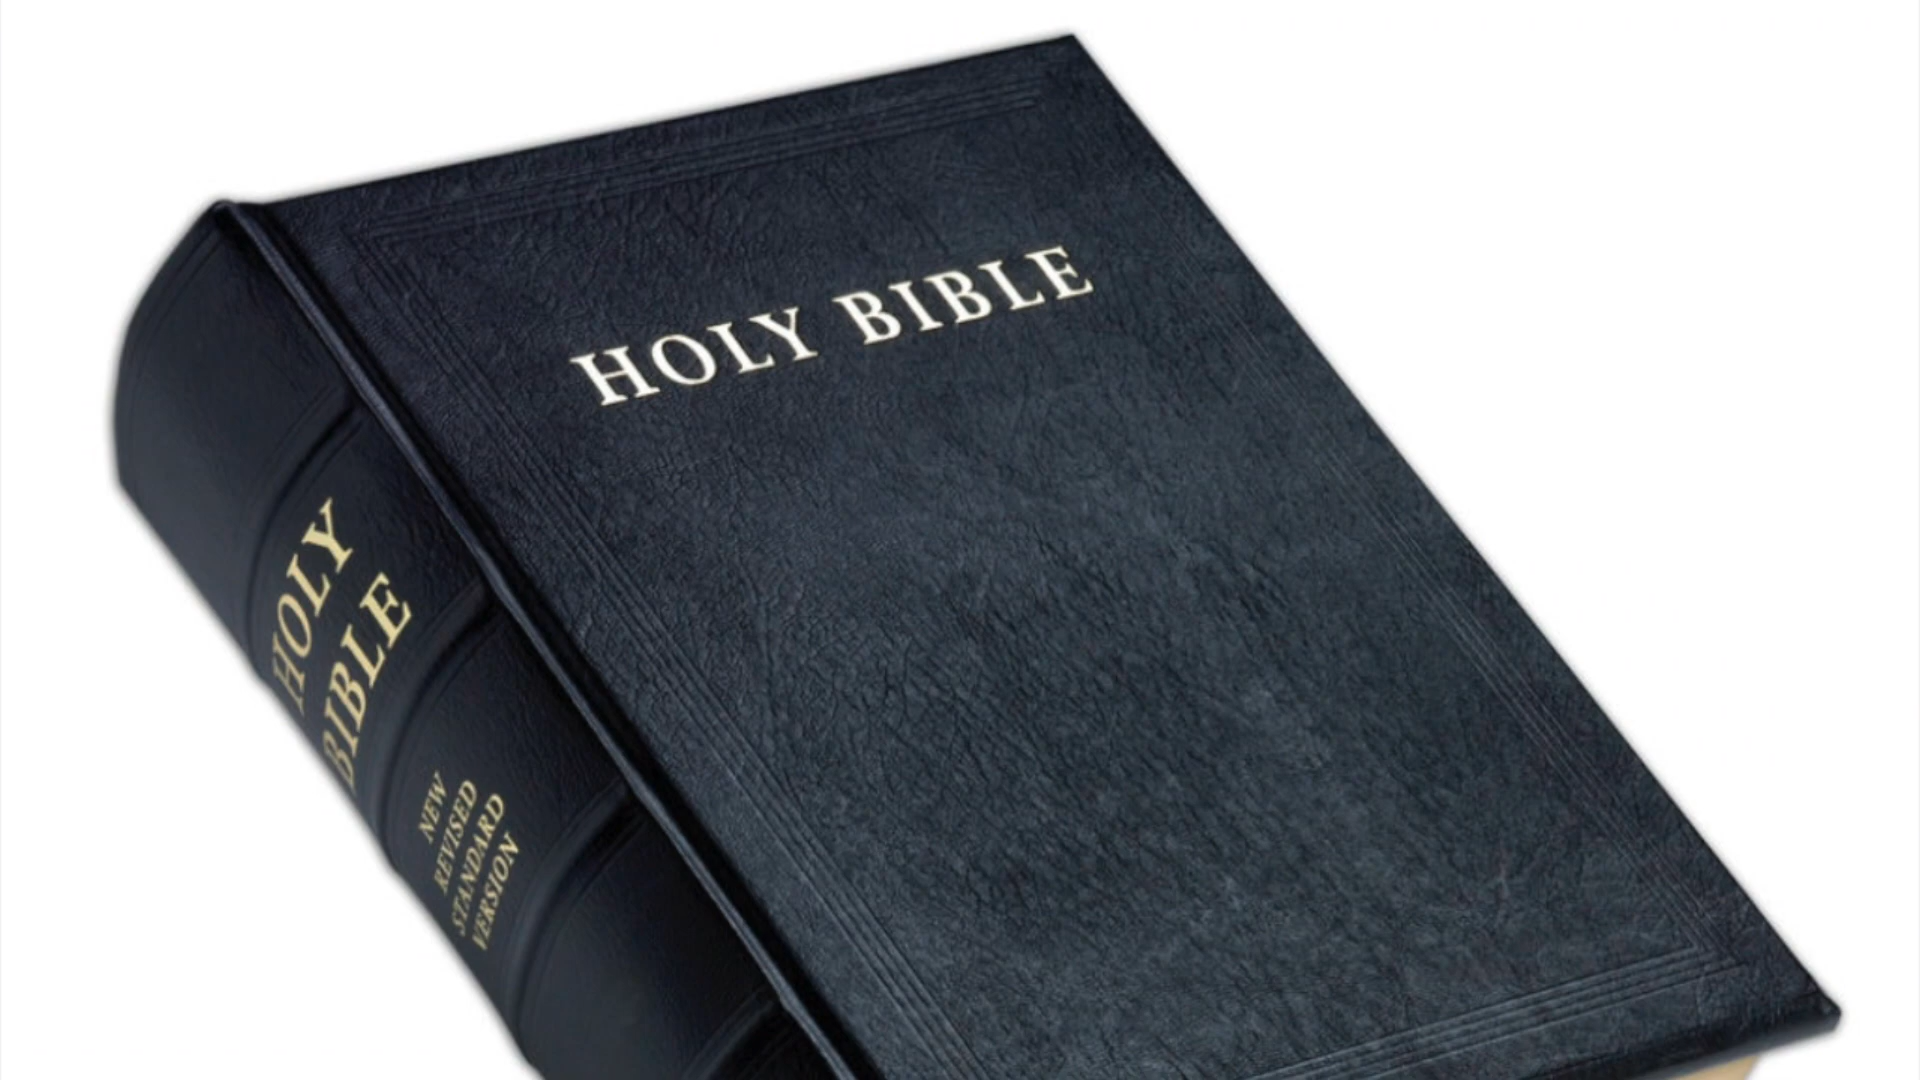 HOLY BIBLE
HOLY
BIBLE
NEW
REVISED
STANDARD
VERSION